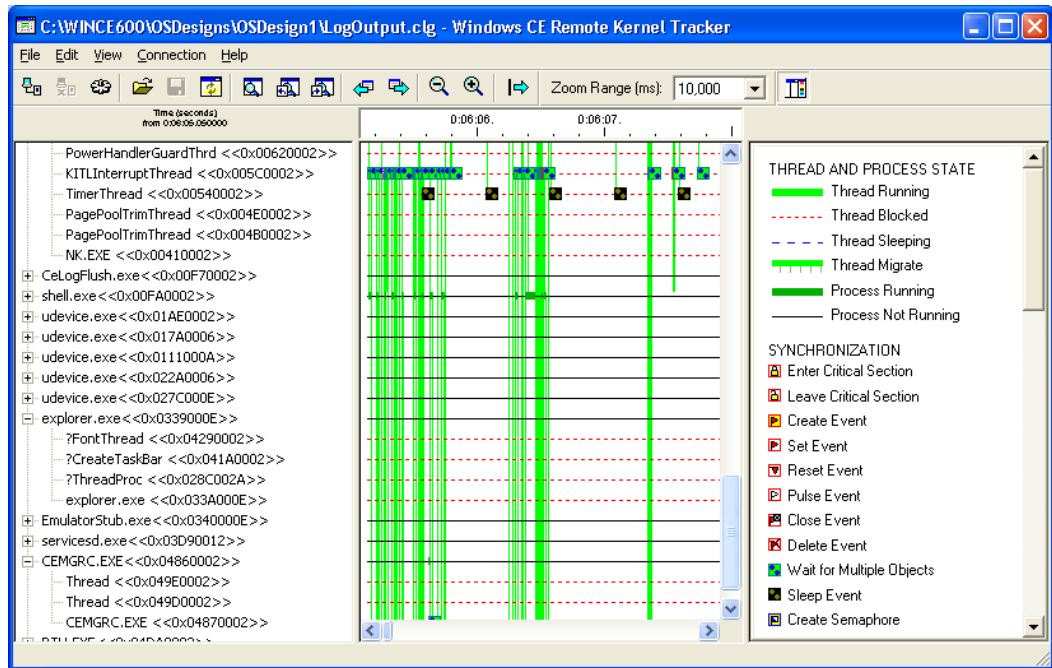 C:\WINCE600\OSDesigns\OSDesign1\LogOutput.clg - Windows CE Remote Kernel Tracker
File Edit View Connection Help
Zoom Range (ms): 10,000
Time (seconds)
from 0:06:05.050000
0:06:06. 0:06:07.
PowerHandlerGuardThrd <<0x00620002>>
KITLInterruptThread <<0x005C0002>>
TimerThread <<0x00540002>>
PagePoolTrimThread <<0x004E0002>>
PagePoolTrimThread <<0x004B0002>>
NK.EXE <<0x00410002>>
CeLogFlush.exe<<0x00F70002>>
shell.exe<<0x00FA0002>>
udevice.exe<<0x01AE0002>>
udevice.exe<<0x017A0006>>
udevice.exe<<0x0111000A>>
udevice.exe<<0x022A0006>>
udevice.exe<<0x027C000E>>
explorer.exe<<0x0339000E>>
?FontThread <<0x04290002>>
?CreateTaskBar <<0x041A0002>>
?ThreadProc <<0x028C002A>>
explorer.exe <<0x033A000E>>
EmulatorStub.exe<<0x0340000E>>
servicesd.exe<<0x03D90012>>
CEMGRC.EXE<<0x04860002>>
Thread <<0x049E0002>>
Thread <<0x049D0002>>
CEMGRC.EXE <<0x04870002>>
THREAD AND PROCESS STATE
Thread Running
Thread Blocked
Thread Sleeping
Thread Migrate
Process Running
Process Not Running
SYNCHRONIZATION
Enter Critical Section
Leave Critical Section
Create Event
Set Event
Reset Event
Pulse Event
Close Event
Delete Event
Wait for Multiple Objects
Sleep Event
Create Semaphore